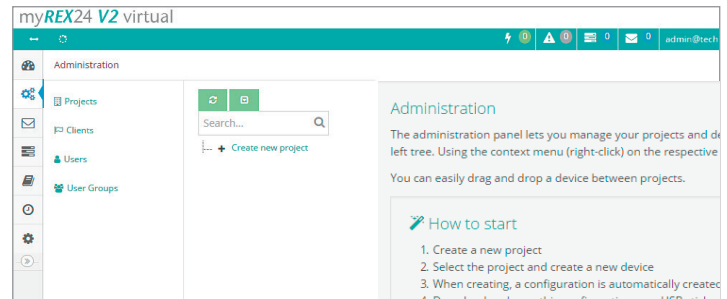 myREX24 V2 virtual
0 0 0 0 admin@tech
Administration
Projects
Clients
Users
User Groups
Search...
Create new project
Administration
The administration panel lets you manage your projects and de
left tree. Using the context menu (right-click) on the respective
You can easily drag and drop a device between projects.
How to start
1. Create a new project
2. Select the project and create a new device
3. When creating, a configuration is automatically created